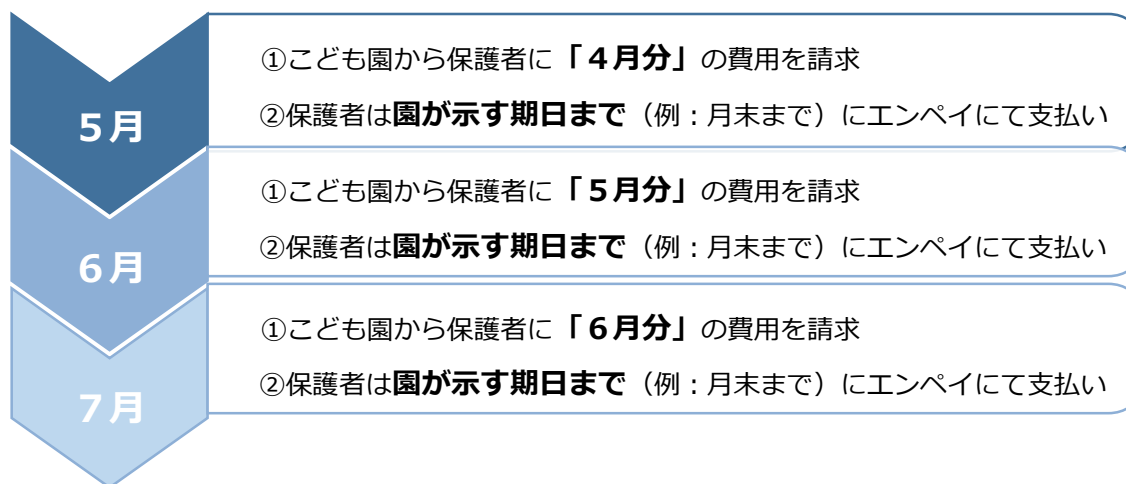 5月
①こども園から保護者に「４月分」の費用を請求
②保護者は園が示す期日まで（例：月末まで）にエンペイにて支払い
6月
①こども園から保護者に「５月分」の費用を請求
②保護者は園が示す期日まで（例：月末まで）にエンペイにて支払い
7月
①こども園から保護者に「６月分」の費用を請求
②保護者は園が示す期日まで（例：月末まで）にエンペイにて支払い